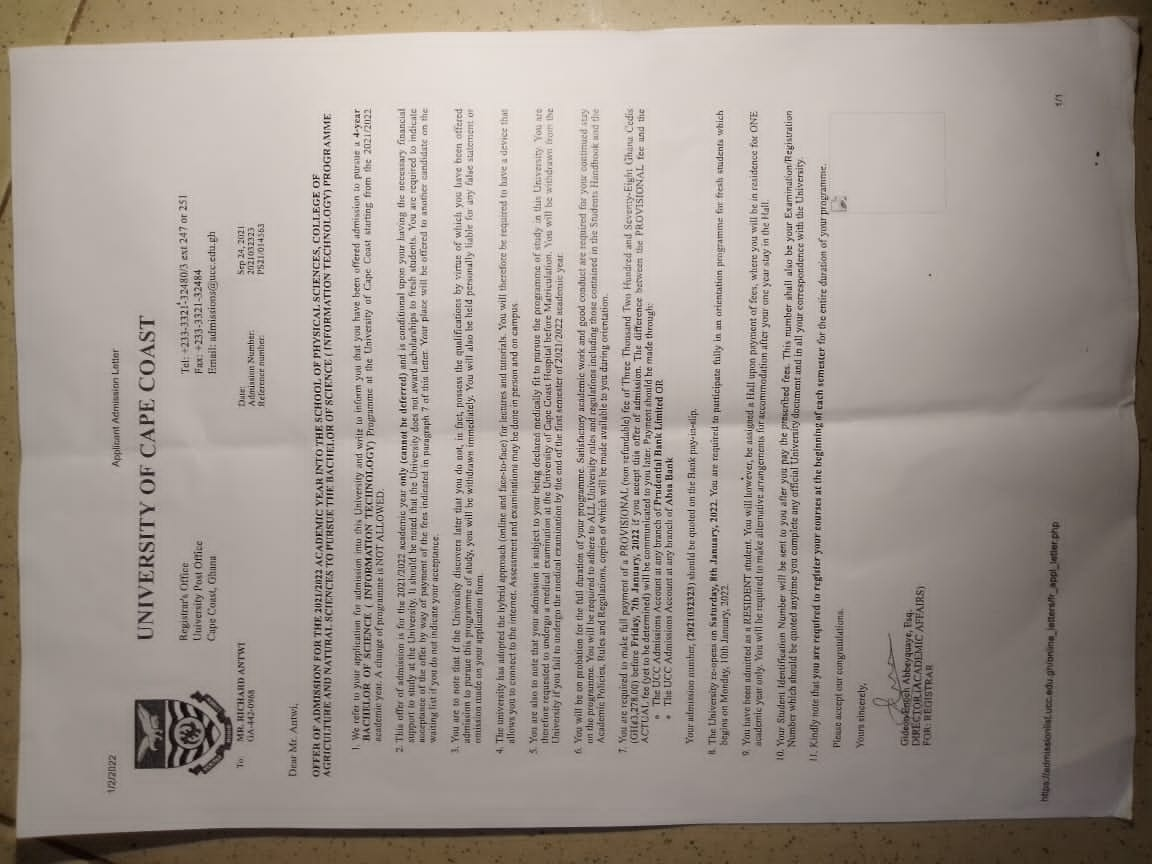 1/2/2022
Applicant Admission Letter
UNIVERSITY OF CAPE COAST
Registrar's Office
University Post Office
Cape Coast, Ghana
Tel: +233-3321-32480/3 ext 247 or 251
Fax: +233-3321-32484
Email: admissions@ucc.edu.gh
To:
MR. RICHARD ANTWI
GA-442-0968
Date: Sep 24, 2021
Admission Number: 2021032323
Reference number: PS21/014563
Dear Mr. Antwi,
OFFER OF ADMISSION FOR THE 2021/2022 ACADEMIC YEAR INTO THE SCHOOL OF PHYSICAL SCIENCES, COLLEGE OF
AGRICULTURE AND NATURAL SCIENCES TO PURSUE THE BACHELOR OF SCIENCE ( INFORMATION TECHNOLOGY) PROGRAMME
1. We refer to your application for admission into this University and write to inform you that you have been offered admission to pursue a 4-year
BACHELOR OF SCIENCE ( INFORMATION TECHNOLOGY) Programme at the University of Cape Coast starting from the 2021/2022
academic year. A change of programme is NOT ALLOWED.
2. This offer of admission is for the 2021/2022 academic year only (cannot be deferred) and is conditional upon your having the necessary financial
support to study at the University. It should be noted that the University does not award scholarships to fresh students. You are required to indicate
acceptance of the offer by way of payment of the fees indicated in paragraph 7 of this letter. Your place will be offered to another candidate on the
waiting list if you do not indicate your acceptance.
3. You are to note that if the University discovers later that you do not, in fact, possess the qualifications by virtue of which you have been offered
admission to pursue this programme of study, you will be withdrawn immediately. You will also be held personally liable for any false statement or
omission made on your application form.
4. The university has adopted the hybrid approach (online and face-to-face) for lectures and tutorials. You will therefore be required to have a device that
allows you to connect to the internet. Assessment and examinations may be done in person and on campus.
5. You are also to note that your admission is subject to your being declared medically fit to pursue the programme of study in this University. You are
therefore requested to undergo a medical examination at the University of Cape Coast Hospital before Matriculation. You will be withdrawn from the
University if you fail to undergo the medical examination by the end of the first semester of 2021/2022 academic year.
6. You will be on probation for the full duration of your programme. Satisfactory academic work and good conduct are required for your continued stay
on the programme. You will be required to adhere to ALL University rules and regulations including those contained in the Students Handbook and the
Academic Policies, Rules and Regulations, copies of which will be made available to you during orientation.
7. You are required to make full payment of a PROVISIONAL (non refundable) fee of Three Thousand Two Hundred and Seventy-Eight Ghana Cedis
(GH¢3,278.00) before Friday, 7th January, 2022 if you accept this offer of admission. The difference between the PROVISIONAL fee and the
ACTUAL fee (yet to be determined) will be communicated to you later. Payment should be made through:
The UCC Admissions Account at any branch of Prudential Bank Limited OR
The UCC Admissions Account at any branch of Absa Bank
Your admission number, (2021032323) should be quoted on the Bank pay-in-slip.
8. The University re-opens on Saturday, 8th January, 2022. You are required to participate fully in an orientation programme for fresh students which
begins on Monday, 10th January, 2022.
9. You have been admitted as a RESIDENT student. You will however, be assigned a Hall upon payment of fees, where you will be in residence for ONE
academic year only. You will be required to make alternative arrangements for accommodation after your one year stay in the Hall.
10. Your Student Identification Number will be sent to you after you pay the prescribed fees. This number shall also be your Examination/Registration
Number which should be quoted anytime you complete any official University document and in all your correspondence with the University.
11. Kindly note that you are required to register your courses at the beginning of each semester for the entire duration of your programme.
Please accept our congratulations.
Yours sincerely,
Gideon Enoch Abbeyquaye, Esq.
DIRECTOR(ACADEMIC AFFAIRS)
FOR: REGISTRAR
https://admissionlist.ucc.edu.gh/online_letters/fr_appl_letter.php
1/1